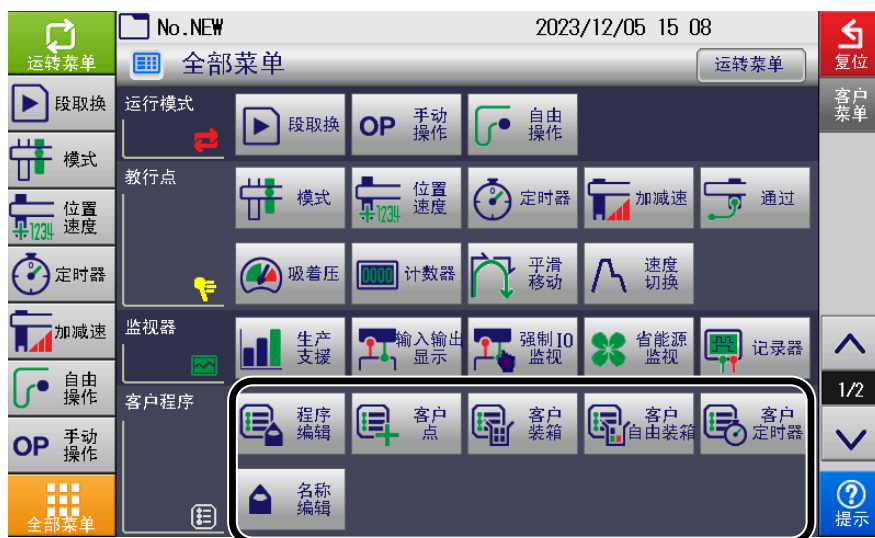 No.NEW 2023/12/05 15 08
运转菜单
全部菜单
运转菜单
复位
客户
菜单
段取换
模式
位置
速度
+1234
定时器
加减速
自由
操作
OP 手动
操作
全部菜单
运行模式
段取换
OP 手动
操作
自由
操作
教行点
模式
位置
速度
+1234
定时器
加减速
通过
吸着压
0000 计数器
平滑
移动
速度
切换
监视器
生产
支援
输入输出
显示
强制IO
监视
省能源
监视
记录器
客户程序
程序
编辑
客户
点
客户
装箱
客户
自由装箱
客户
定时器
名称
编辑
1/2
提示